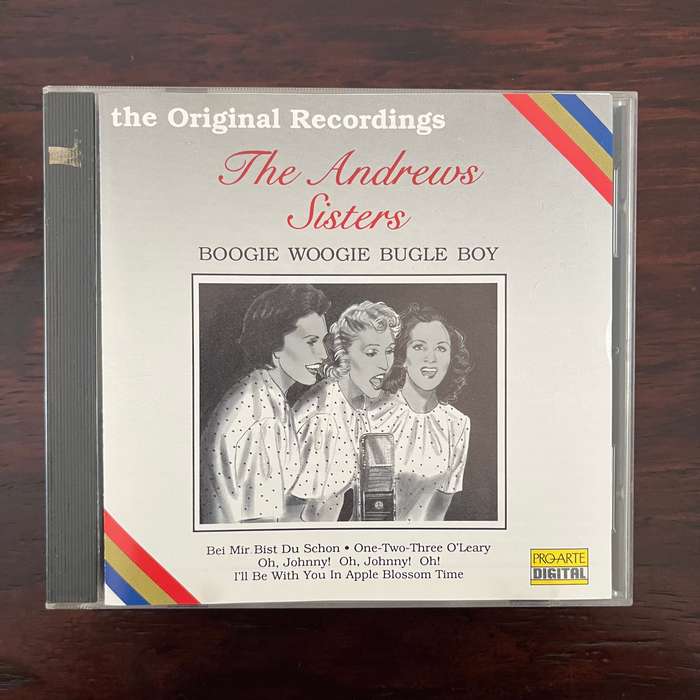 the Original Recordings
The Andrews
Sisters
BOOGIE WOOGIE BUGLE BOY
Bei Mir Bist Du Schon • One-Two-Three O'Leary
Oh, Johnny! Oh, Johnny! Oh!
I'll Be With You In Apple Blossom Time
PRO-ARTE
DIGITAL